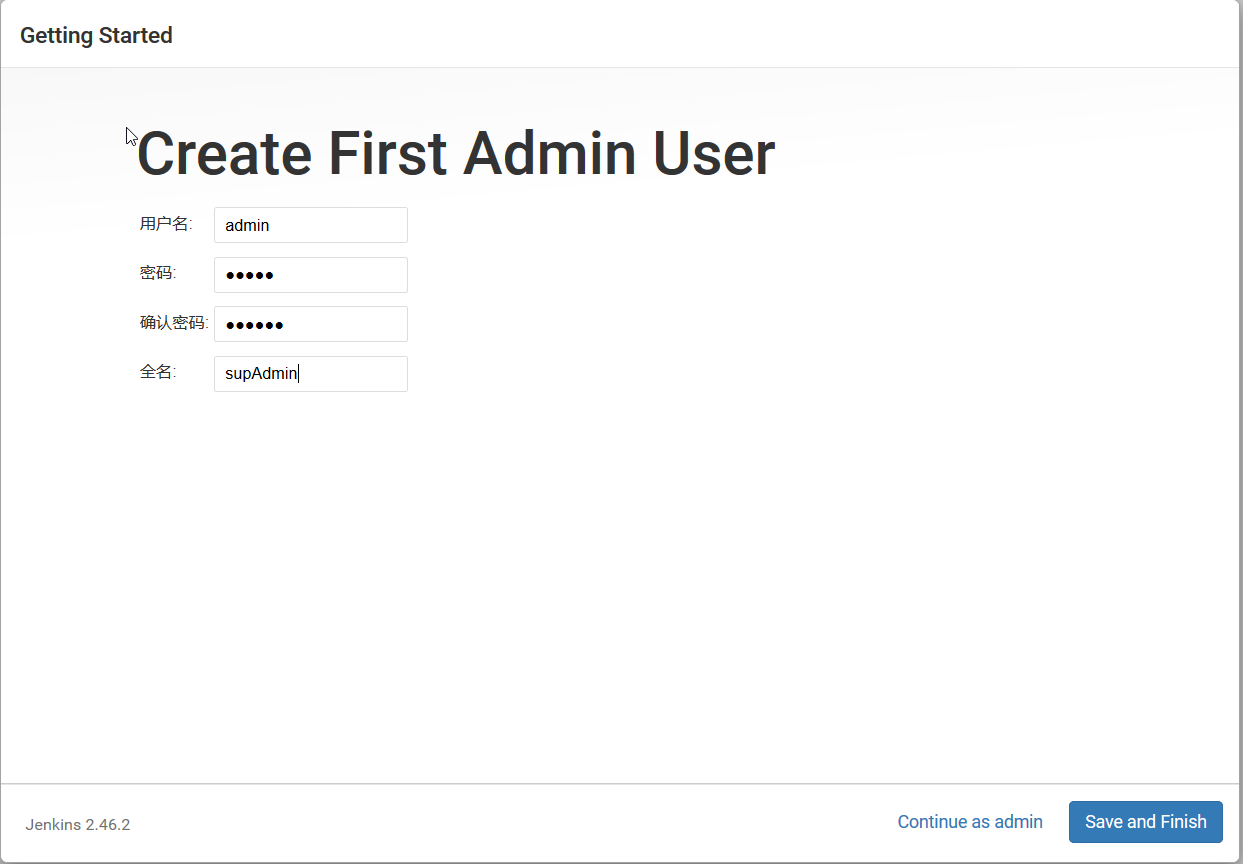 Getting Started
Create First Admin User
用户名: admin
密码: •••••
确认密码: ••••••
全名: supAdmin
Jenkins 2.46.2 Continue as admin Save and Finish